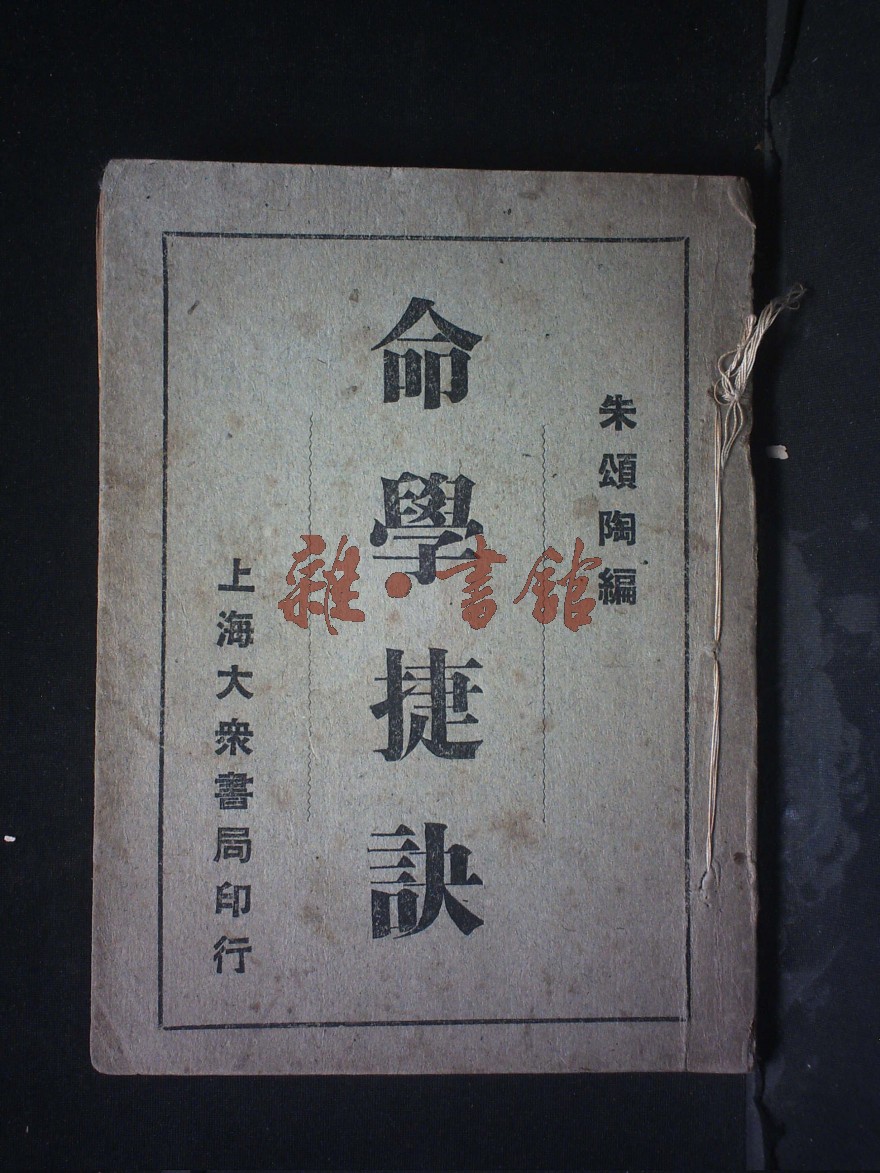 朱頌陶編
命學捷訣
上海大衆書局印行
雜·書館